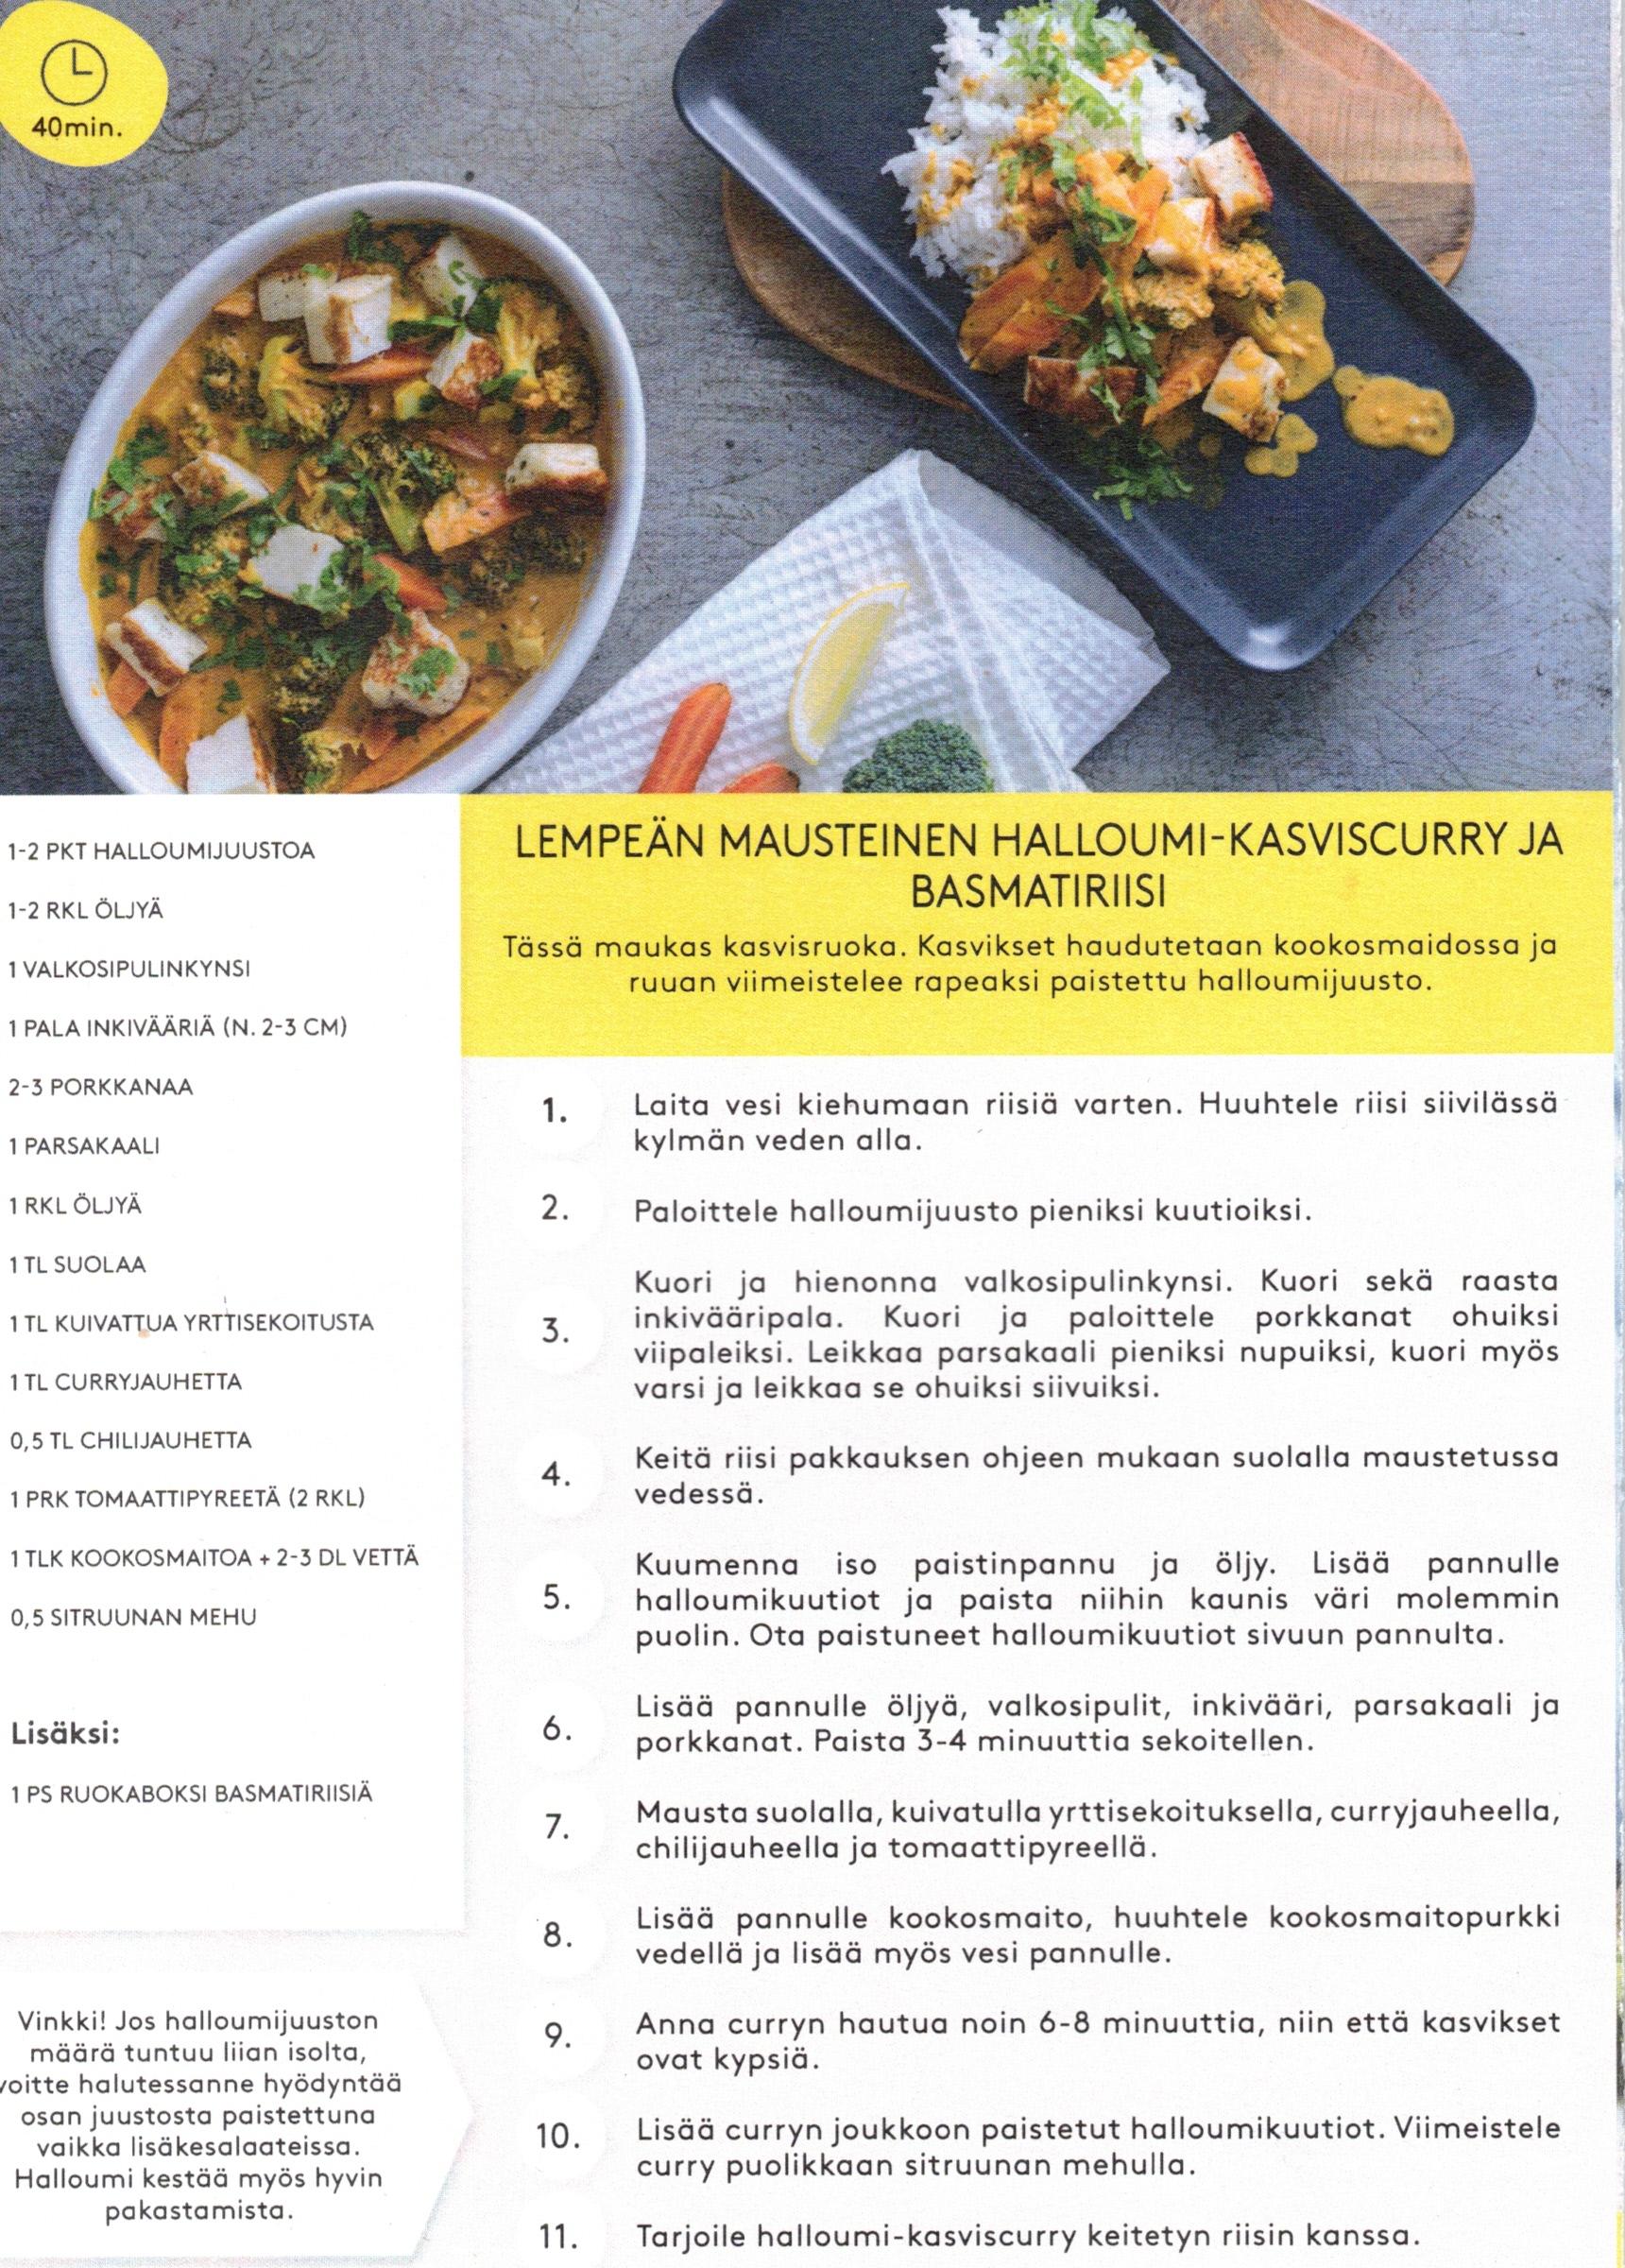 40min.
1-2 PKT HALLOUMIJUUSTOA
1-2 RKL ÖLJYÄ
1 VALKOSIPULINKYNSI
1 PALA INKIVÄÄRIÄ (N. 2-3 CM)
2-3 PORKKANAA
1 PARSAKAALI
1 RKL ÖLJYÄ
1 TL SUOLAA
1 TL KUIVATTUA YRTTISEKOITUSTA
1 TL CURRYJAUHETTA
0,5 TL CHILIJAUHETTA
1 PRK TOMAATTIPYREETÄ (2 RKL)
1 TLK KOOKOSMAITOA + 2-3 DL VETTÄ
0,5 SITRUUNAN MEHU
Lisäksi:
1 PS RUOKABOKSI BASMATIRIISIÄ
Vinkki! Jos halloumijuuston
määrä tuntuu liian isolta,
voitte halutessanne hyödyntää
osan juustosta paistettuna
vaikka lisäkesalaateissa.
Halloumi kestää myös hyvin
pakastamista.
LEMPEÄN MAUSTEINEN HALLOUMI-KASVISCURRY JA
BASMATIRIISI
Tässä maukas kasvisruoka. Kasvikset haudutetaan kookosmaidossa ja
ruuan viimeistelee rapeaksi paistettu halloumijuusto.
1. Laita vesi kiehumaan riisiä varten. Huuhtele riisi siivilässä
kylmän veden alla.
2. Paloittele halloumijuusto pieniksi kuutioiksi.
3. Kuori ja hienonna valkosipulinkynsi. Kuori sekä raasta
inkivääripala. Kuori ja paloittele porkkanat ohuiksi
viipaleiksi. Leikkaa parsakaali pieniksi nupuiksi, kuori myös
varsi ja leikkaa se ohuiksi siivuiksi.
4. Keitä riisi pakkauksen ohjeen mukaan suolalla maustetussa
vedessä.
5. Kuumenna iso paistinpannu ja öljy. Lisää pannulle
halloumikuutiot ja paista niihin kaunis väri molemmin
puolin. Ota paistuneet halloumikuutiot sivuun pannulta.
6. Lisää pannulle öljyä, valkosipulit, inkivääri, parsakaali ja
porkkanat. Paista 3-4 minuuttia sekoitellen.
7. Mausta suolalla, kuivatulla yrttisekoituksella, curryjauheella,
chilijauheella ja tomaattipyreellä.
8. Lisää pannulle kookosmaito, huuhtele kookosmaitopurkki
vedellä ja lisää myös vesi pannulle.
9. Anna curryn hautua noin 6-8 minuuttia, niin että kasvikset
ovat kypsiä.
10. Lisää curryn joukkoon paistetut halloumikuutiot. Viimeistele
curry puolikkaan sitruunan mehulla.
11. Tarjoile halloumi-kasviscurry keitetyn riisin kanssa.